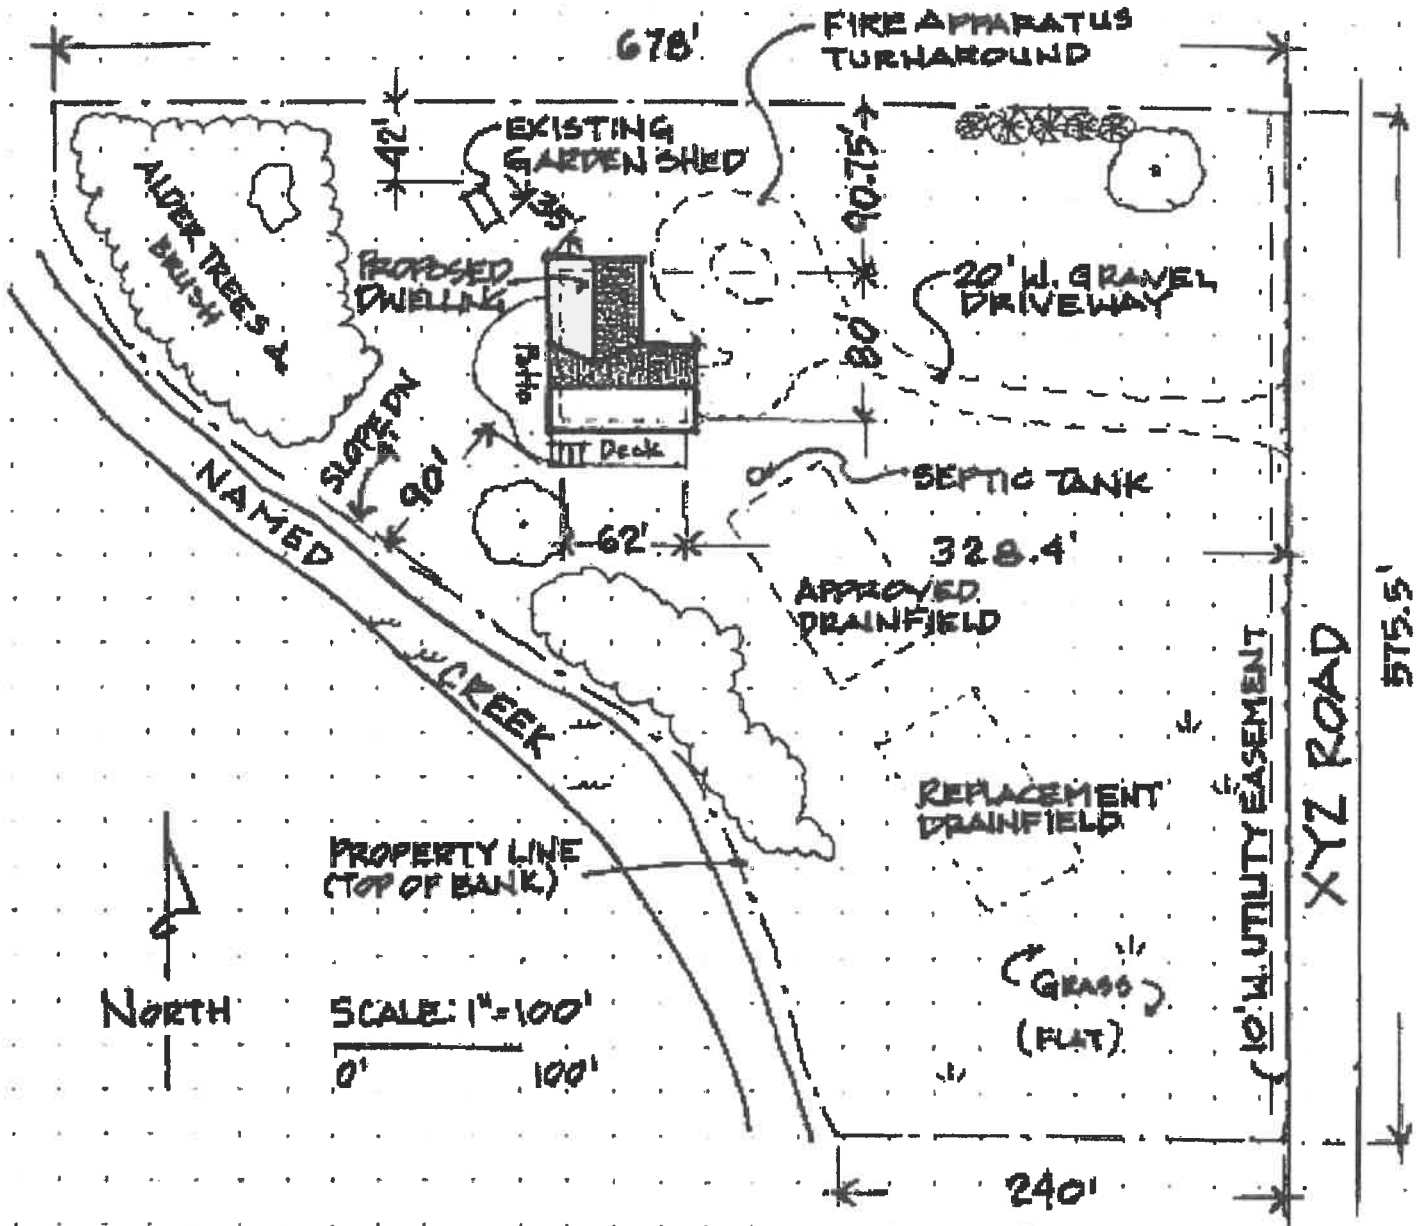 678'
FIRE APPARATUS
TURNAROUND
42'
EXISTING
GARDEN SHED
35'
90.75'
ALDER TREES &
BRUSH
PROPOSED
DWELLING
20' W. GRAVEL
DRIVEWAY
80'
Patio
Deck
SLOPE DN
90'
SEPTIC TANK
62'
328.4'
NAMED
CREEK
APPROVED
DRAINFIELD
575.5'
XYZ ROAD
10' W. UTILITY EASEMENT
REPLACEMENT
DRAINFIELD
PROPERTY LINE
(TOP OF BANK)
GRASS
(FLAT)
NORTH
SCALE: 1"=100'
0' 100'
240'